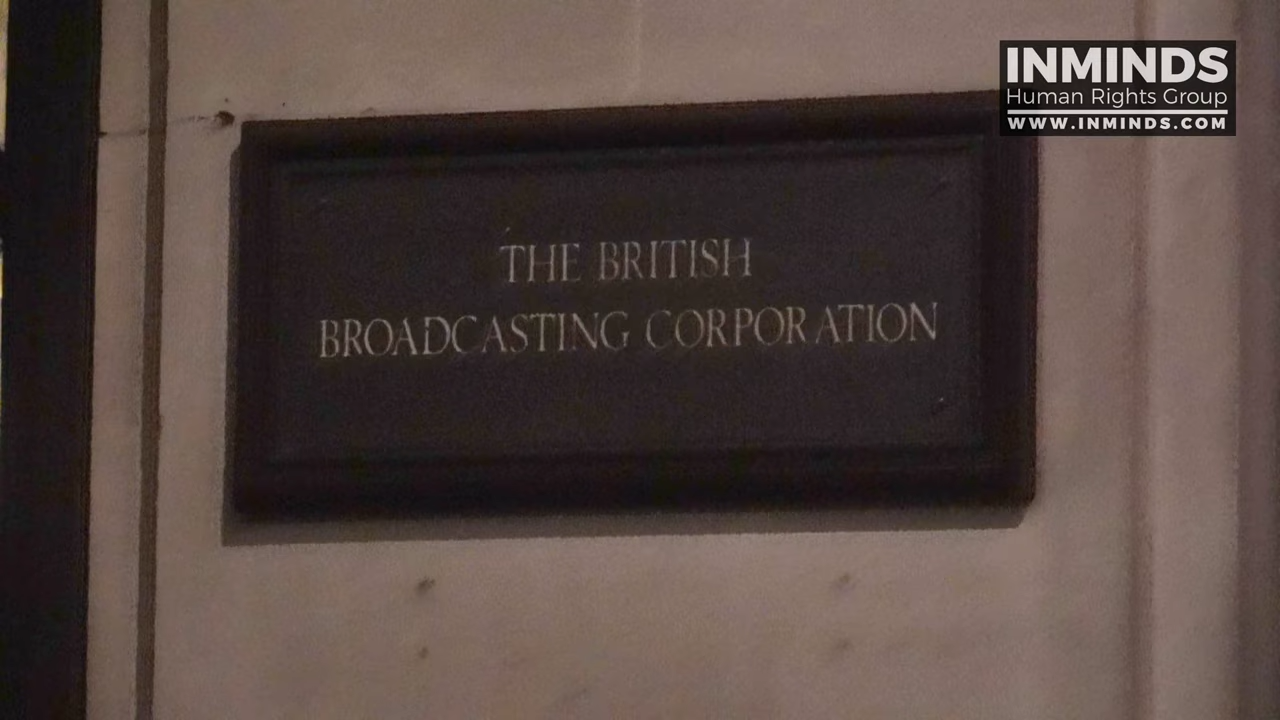 INMINDS
Human Rights Group
WWW.INMINDS.COM
THE BRITISH
BROADCASTING CORPORATION